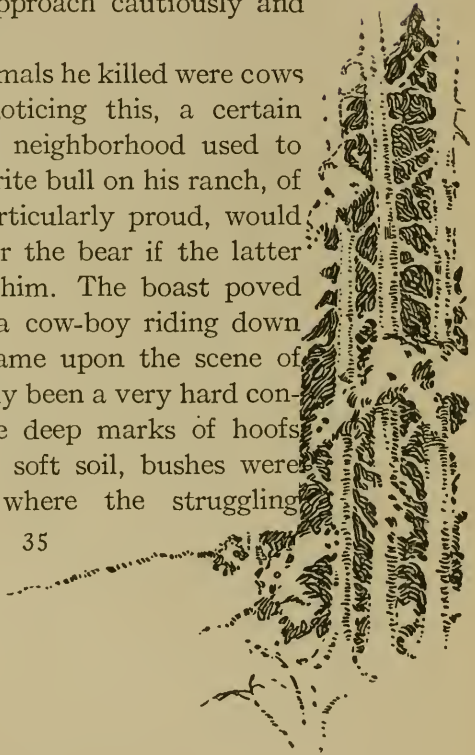 pproach cautiously and
mals he killed were cows
oticing this, a certain
neighborhood used to
rite bull on his ranch, of
rticularly proud, would
r the bear if the latter
him. The boast poved
a cow-boy riding down
ame upon the scene of
ly been a very hard con-
e deep marks of hoofs
soft soil, bushes were
where the struggling
35